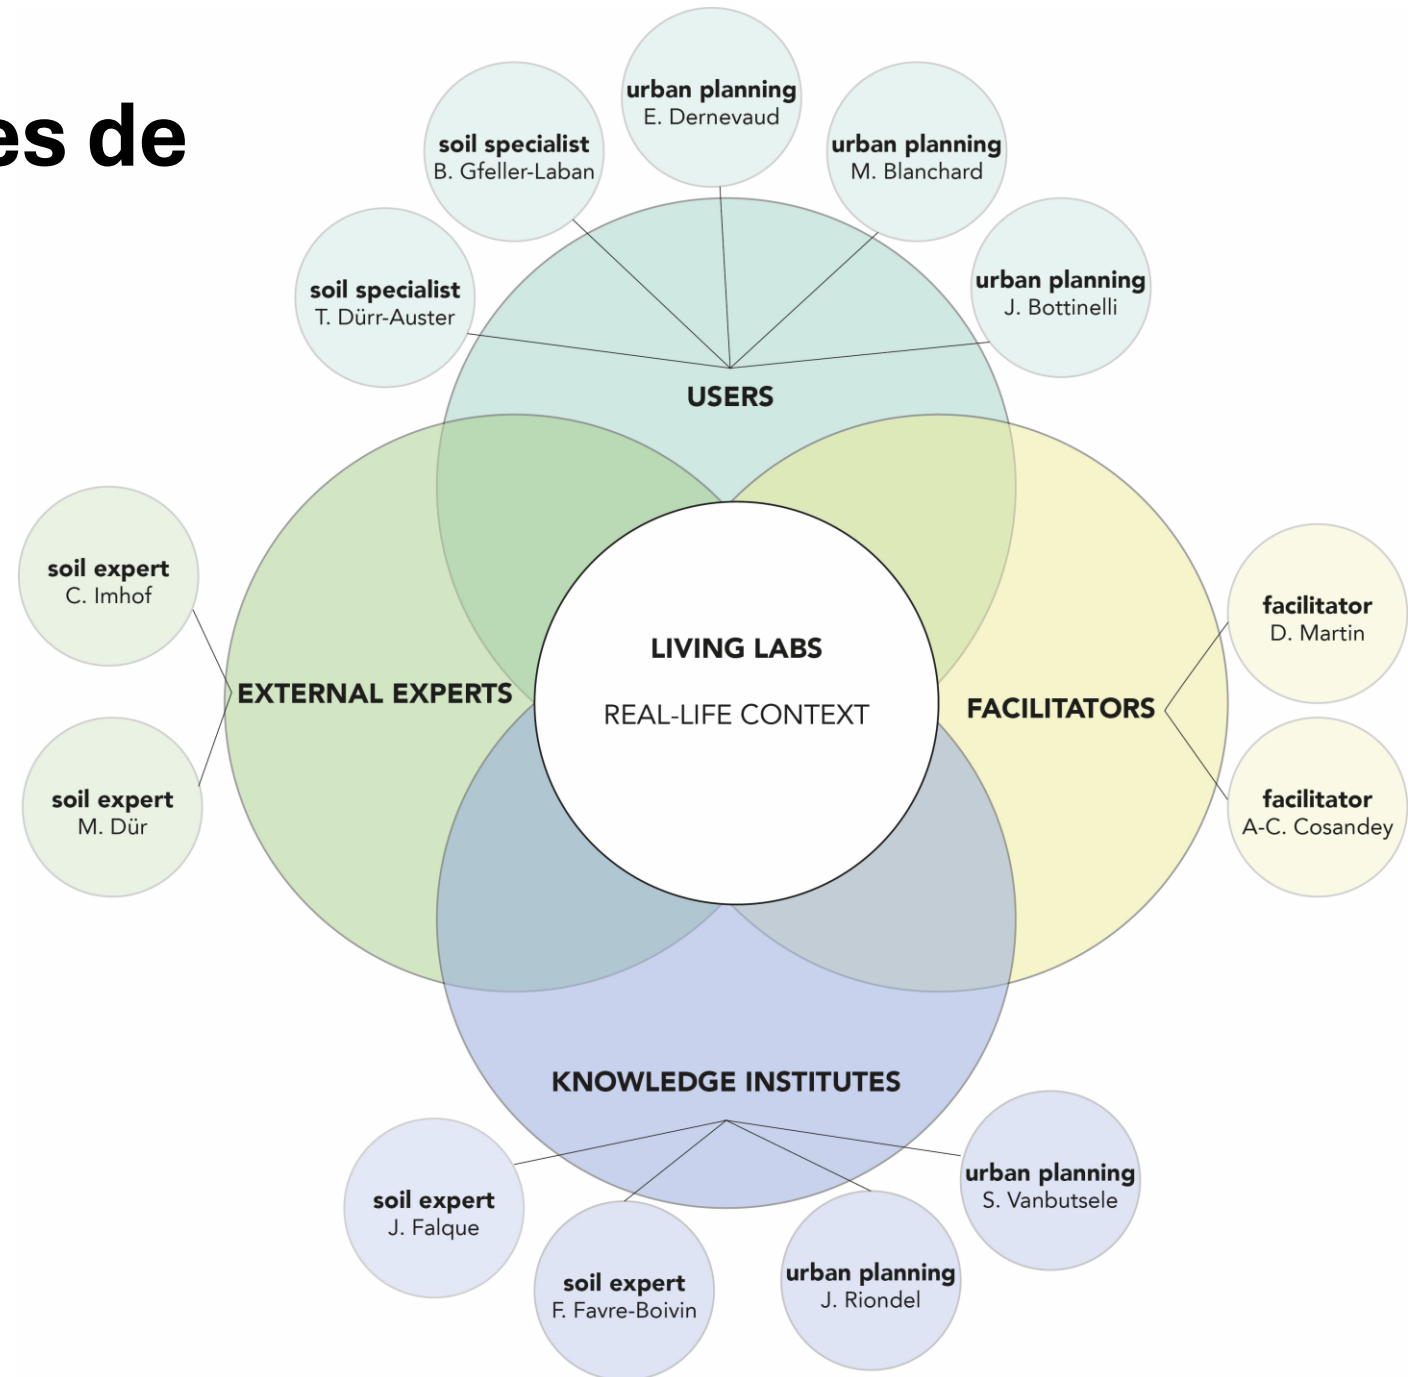 es de
urban planning
E. Dernevaud
soil specialist
B. Gfeller-Laban
urban planning
M. Blanchard
soil specialist
T. Dürr-Auster
urban planning
J. Bottinelli
USERS
soil expert
C. Imhof
soil expert
M. Dür
EXTERNAL EXPERTS
LIVING LABS
REAL-LIFE CONTEXT
FACILITATORS
facilitator
D. Martin
facilitator
A-C. Cosandey
KNOWLEDGE INSTITUTES
soil expert
J. Falque
soil expert
F. Favre-Boivin
urban planning
J. Riondel
urban planning
S. Vanbutsele